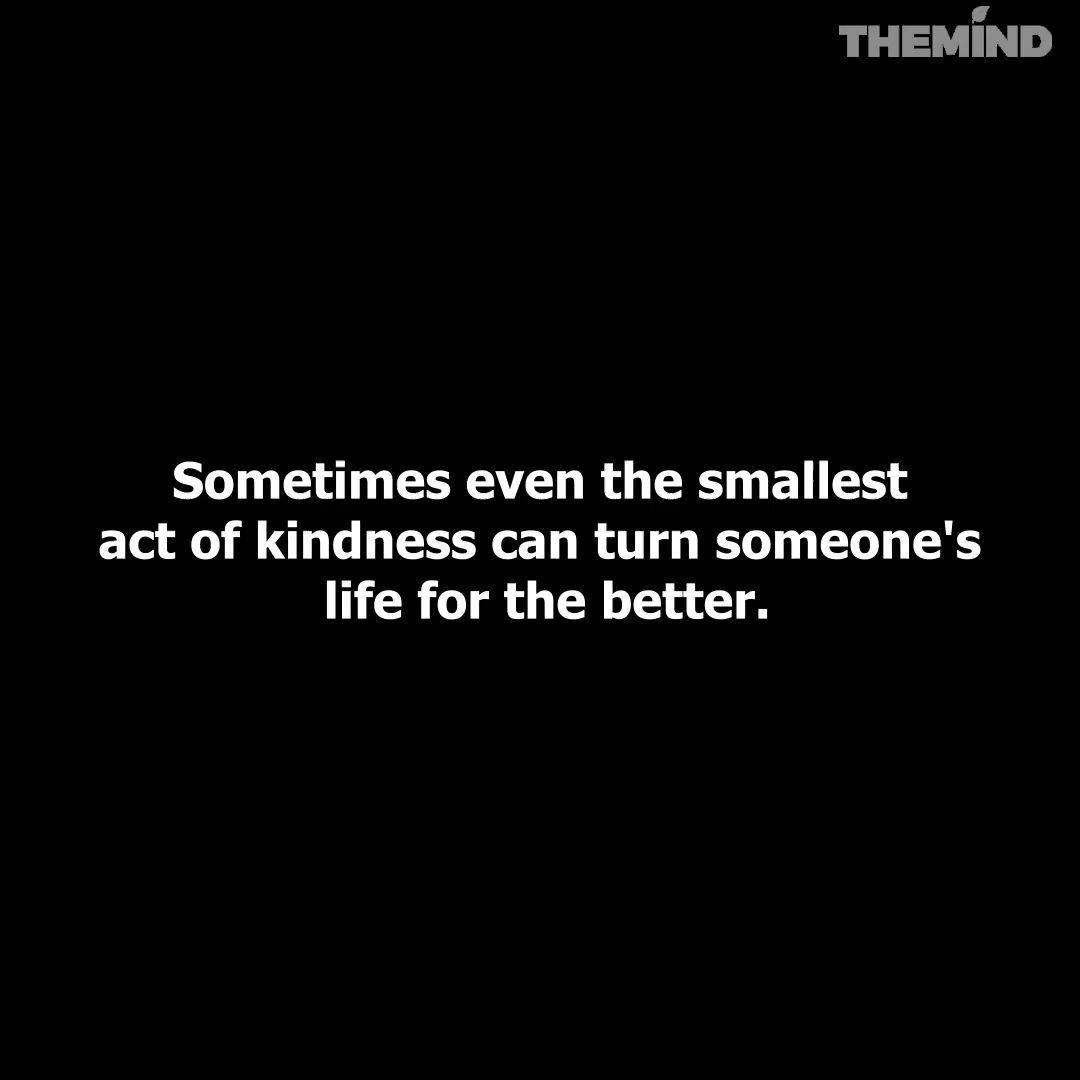 THEMIND
Sometimes even the smallest
act of kindness can turn someone's
life for the better.